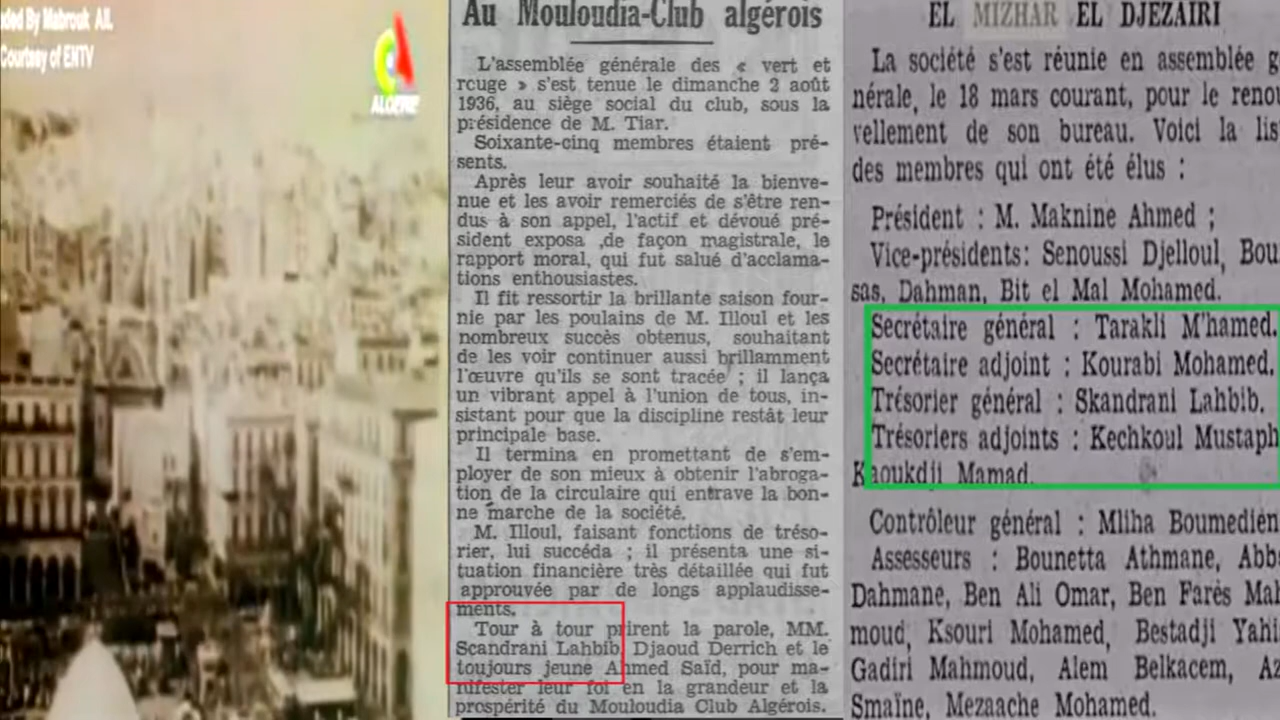 ded By Mabrouk AIL
Courtesy of ENTV
ALGERIE
Au Mouloudia-Club algérois
L'assemblée générale des « vert et
rouge » s'est tenue le dimanche 2 août
1936, au siège social du club, sous la
présidence de M. Tiar.
Soixante-cinq membres étaient pré-
sents.
Après leur avoir souhaité la bienve-
nue et les avoir remerciés de s'être ren-
dus à son appel, l'actif et dévoué pré-
sident exposa ,de façon magistrale, le
rapport moral, qui fut salué d'acclama-
tions enthousiastes.
Il fit ressortir la brillante saison four-
nie par les poulains de M. Illoul et les
nombreux succès obtenus, souhaitant
de les voir continuer aussi brillamment
l'œuvre qu'ils se sont tracée ; il lança
un vibrant appel à l'union de tous, in-
sistant pour que la discipline restât leur
principale base.
Il termina en promettant de s'em-
ployer de son mieux à obtenir l'abroga-
tion de la circulaire qui entrave la bon-
ne marche de la société.
M. Illoul, faisant fonctions de tréso-
rier, lui succéda ; il présenta une si-
tuation financière très détaillée qui fut
approuvée par de longs applaudisse-
ments.
Tour à tour prirent la parole, MM.
Scandrani Lahbib, Djaoud Derrich et le
toujours jeune Ahmed Saïd, pour ma-
nifester leur foi en la grandeur et la
prospérité du Mouloudia Club Algérois.
EL MIZHAR EL DJEZAIRI
La société s'est réunie en assemblée g
nérale, le 18 mars courant, pour le renou
vellement de son bureau. Voici la lis
des membres qui ont été élus :
Président : M. Maknine Ahmed ;
Vice-présidents: Senoussi Djelloul, Bou
sas, Dahman, Bit el Mal Mohamed.
Secrétaire général : Tarakli M'hamed.
Secrétaire adjoint : Kourabi Mohamed.
Trésorier général : Skandrani Lahbib.
Trésoriers adjoints : Kechkoul Mustaph
Kaoukdji Mamad.
Contrôleur général : Mliha Boumedièn
Assesseurs : Bounetta Athmane, Abb
Dahmane, Ben Ali Omar, Ben Farès Mah
moud, Ksouri Mohamed, Bestadji Yahi
Gadiri Mahmoud, Alem Belkacem, Az
Smaïne, Mezaache Mohamed.